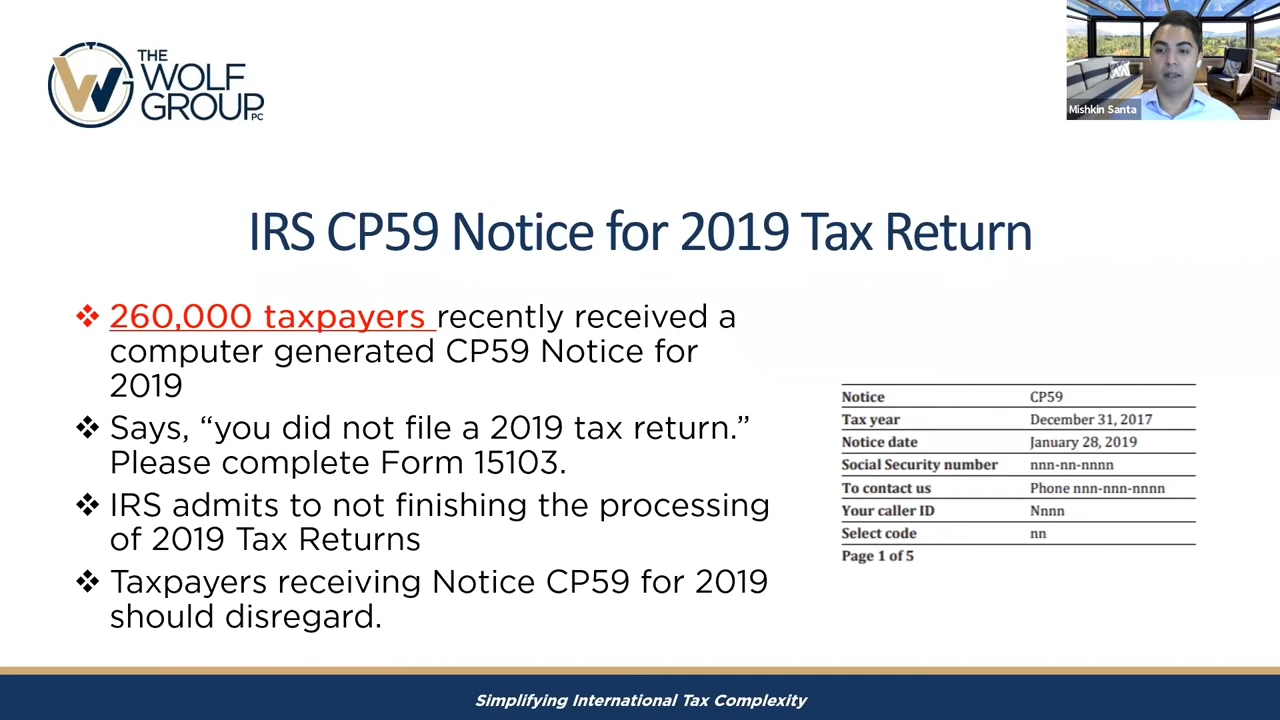 THE
WOLF
GROUP PC
Mishkin Santa
IRS CP59 Notice for 2019 Tax Return
❖ 260,000 taxpayers recently received a
computer generated CP59 Notice for
2019
❖ Says, “you did not file a 2019 tax return.”
Please complete Form 15103.
❖ IRS admits to not finishing the processing
of 2019 Tax Returns
❖ Taxpayers receiving Notice CP59 for 2019
should disregard.
Notice CP59
Tax year December 31, 2017
Notice date January 28, 2019
Social Security number nnn-nn-nnnn
To contact us Phone nnn-nnn-nnnn
Your caller ID Nnnn
Select code nn
Page 1 of 5
Simplifying International Tax Complexity